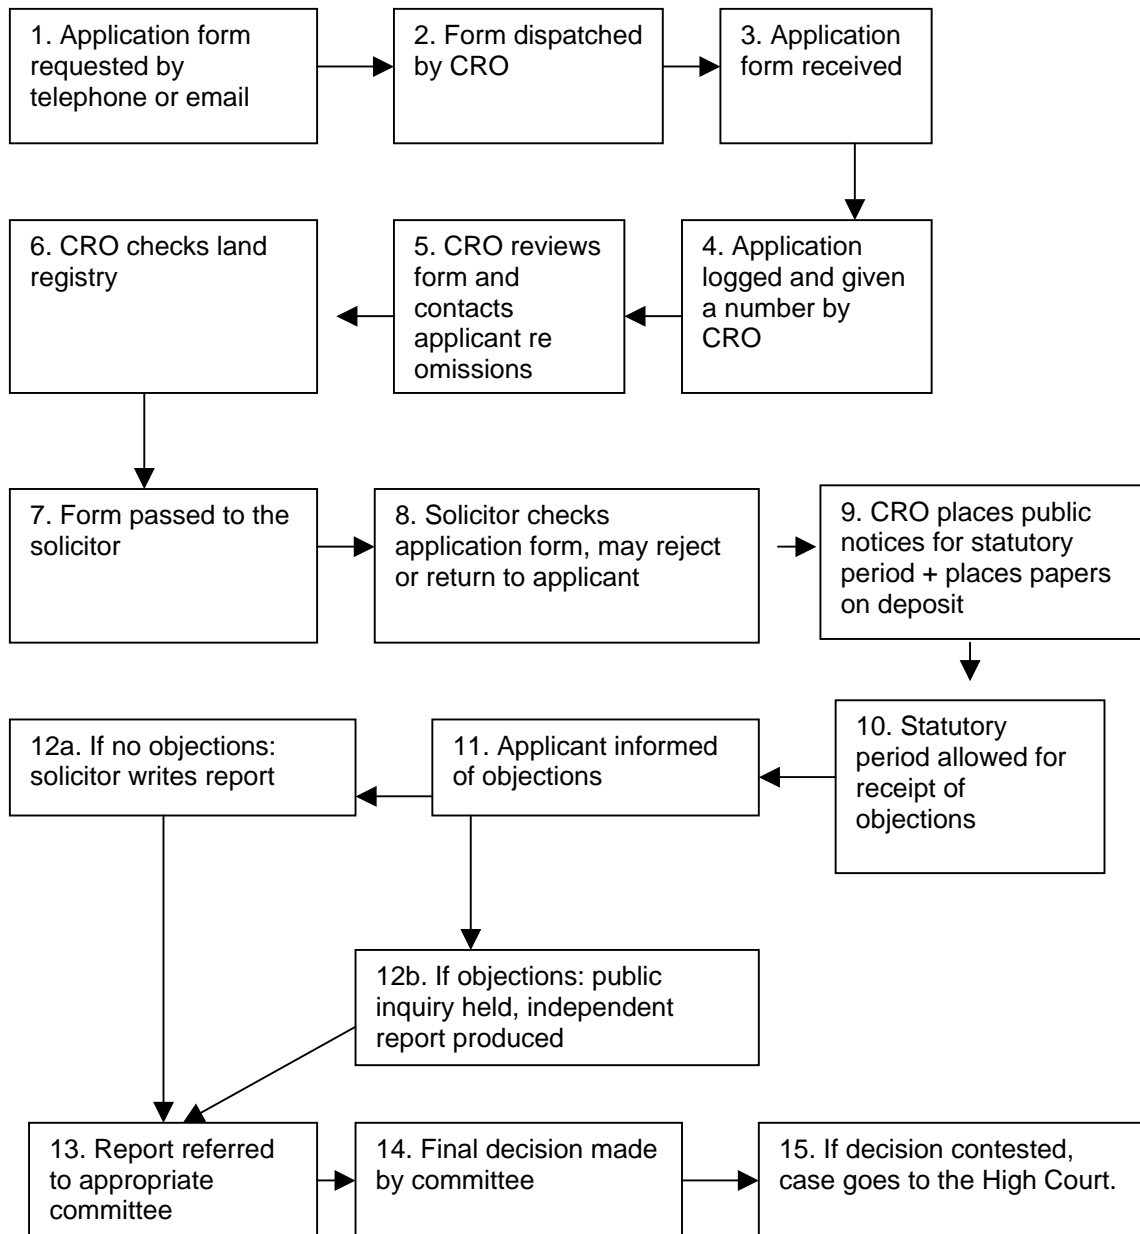 1. Application form
requested by
telephone or email
2. Form dispatched
by CRO
3. Application
form received
4. Application
logged and given
a number by
CRO
5. CRO reviews
form and
contacts
applicant re
omissions
6. CRO checks land
registry
7. Form passed to the
solicitor
8. Solicitor checks
application form, may reject
or return to applicant
9. CRO places public
notices for statutory
period + places papers
on deposit
10. Statutory
period allowed for
receipt of
objections
11. Applicant informed
of objections
12a. If no objections:
solicitor writes report
12b. If objections: public
inquiry held, independent
report produced
13. Report referred
to appropriate
committee
14. Final decision made
by committee
15. If decision contested,
case goes to the High Court.